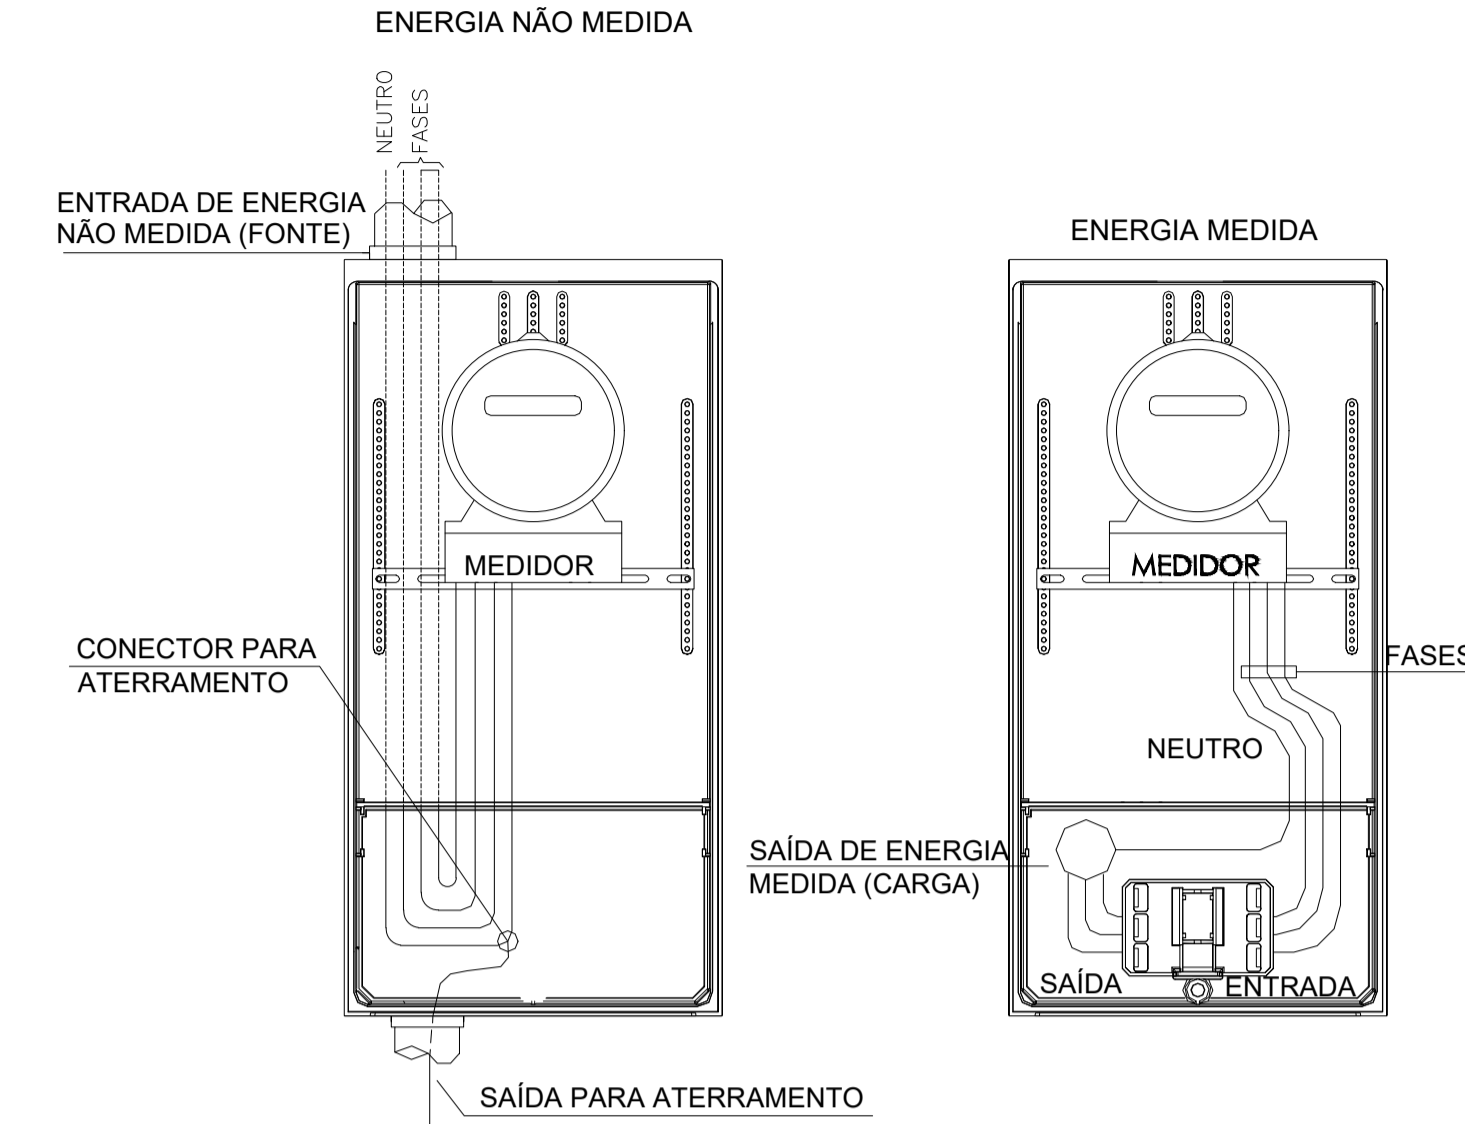 ENERGIA NÃO MEDIDA
NEUTRO
FASES
ENTRADA DE ENERGIA
NÃO MEDIDA (FONTE)
MEDIDOR
CONECTOR PARA
ATERRAMENTO
SAÍDA PARA ATERRAMENTO
ENERGIA MEDIDA
MEDIDOR
FASES
NEUTRO
SAÍDA DE ENERGIA
MEDIDA (CARGA)
SAÍDA
ENTRADA